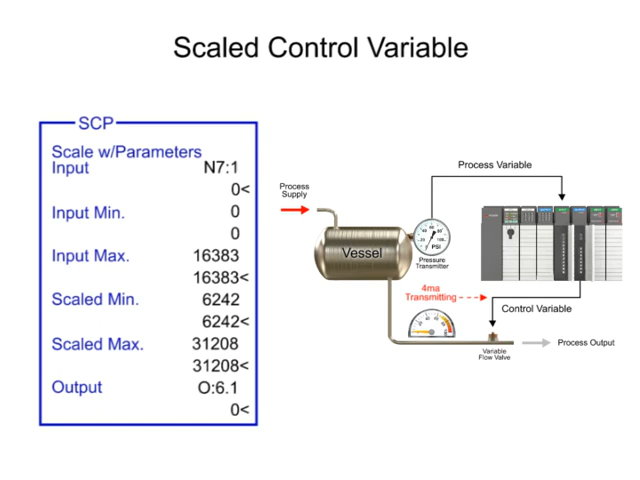 Scaled Control Variable
SCP
Scale w/Parameters
Input N7:1
0<
Input Min. 0
0
Input Max. 16383
16383<
Scaled Min. 6242
6242<
Scaled Max. 31208
31208<
Output O:6.1
0<
Process Variable
Process
Supply
Vessel
PSI
Pressure
Transmitter
4ma
Transmitting
Control Variable
Variable
Flow Valve
Process Output